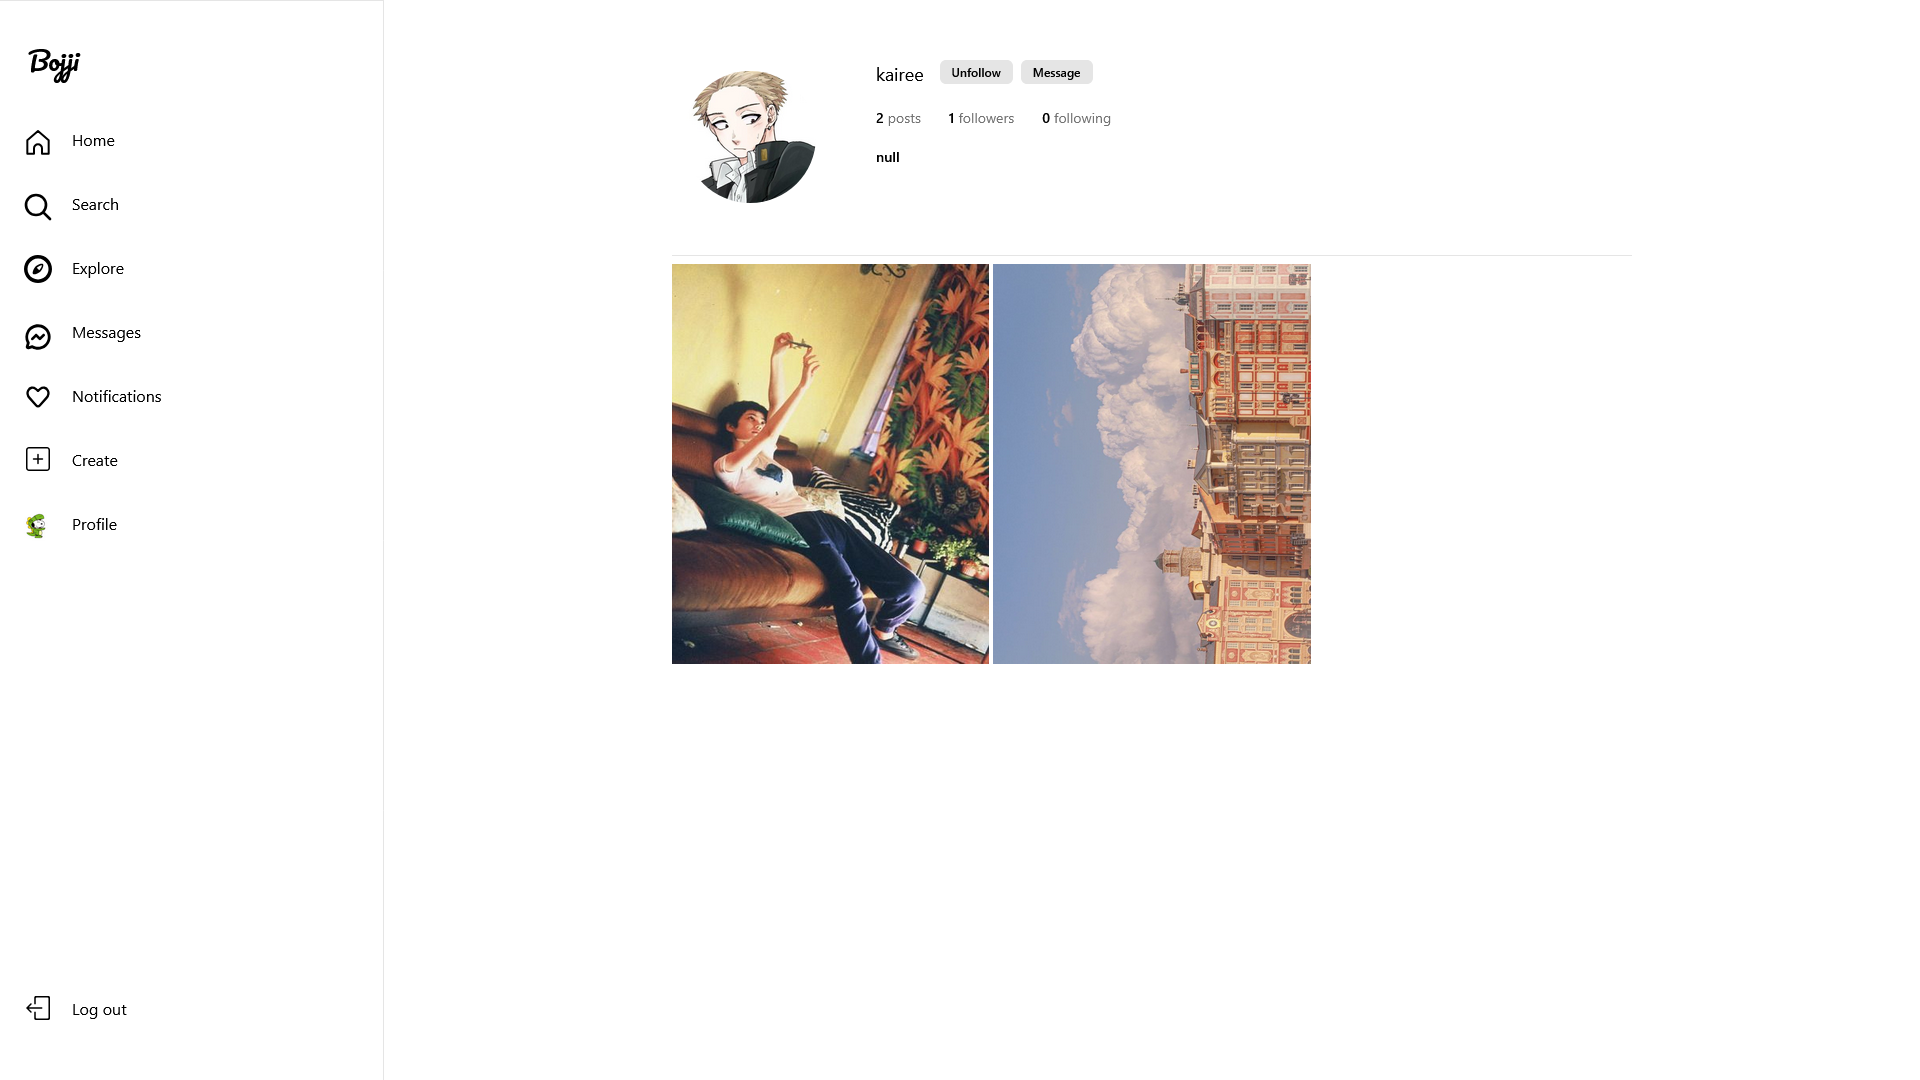 Bojji
Home
Search
Explore
Messages
Notifications
Create
Profile
Log out
kairee Unfollow Message
2 posts 1 followers 0 following
null